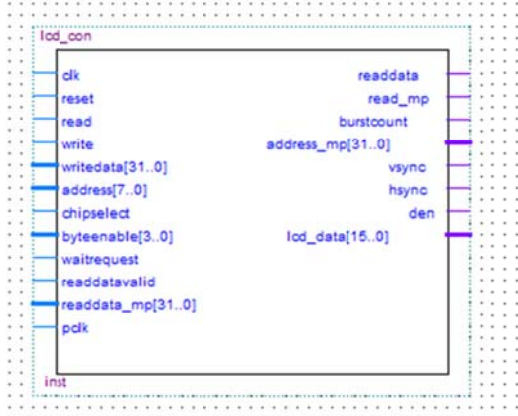 lcd_con
clk
reset
read
write
writedata[31..0]
address[7..0]
chipselect
byteenable[3..0]
waitrequest
readdatavalid
readdata_mp[31..0]
pclk
readdata
read_mp
burstcount
address_mp[31..0]
vsync
hsync
den
lcd_data[15..0]
inst